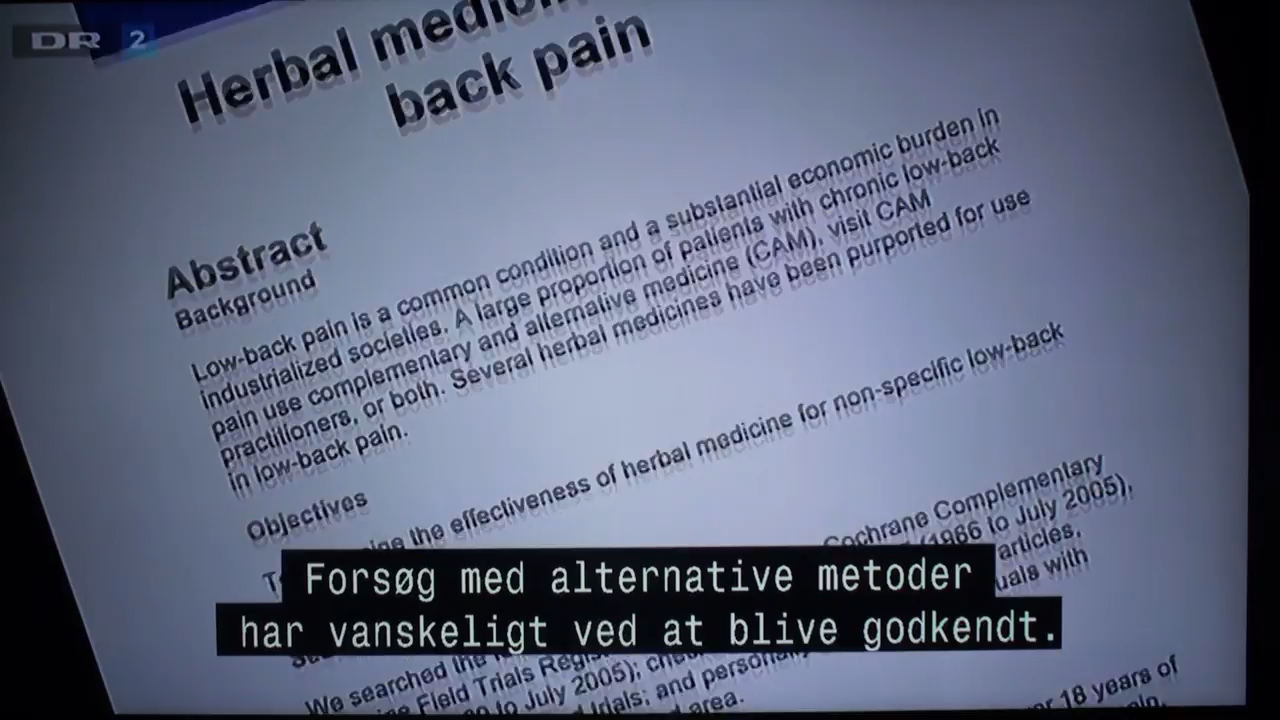 DR 2
Herbal
back pain
Abstract
Background
Low-back pain is a common condition and a substantial economic burden in
industrialized societies. A large proportion of patients with chronic low-back
pain use complementary and alternative medicine (CAM), visit CAM
practitioners, or both. Several herbal medicines have been purported for use
in low-back pain.
Objectives
the effectiveness of herbal medicine for non-specific low-back
Cochrane Complementary
(1966 to July 2005),
articles,
with
Forsøg med alternative metoder
har vanskeligt ved at blive godkendt.
We searched the
Field Trials
to July 2005);
trials; and
area.
18 years of